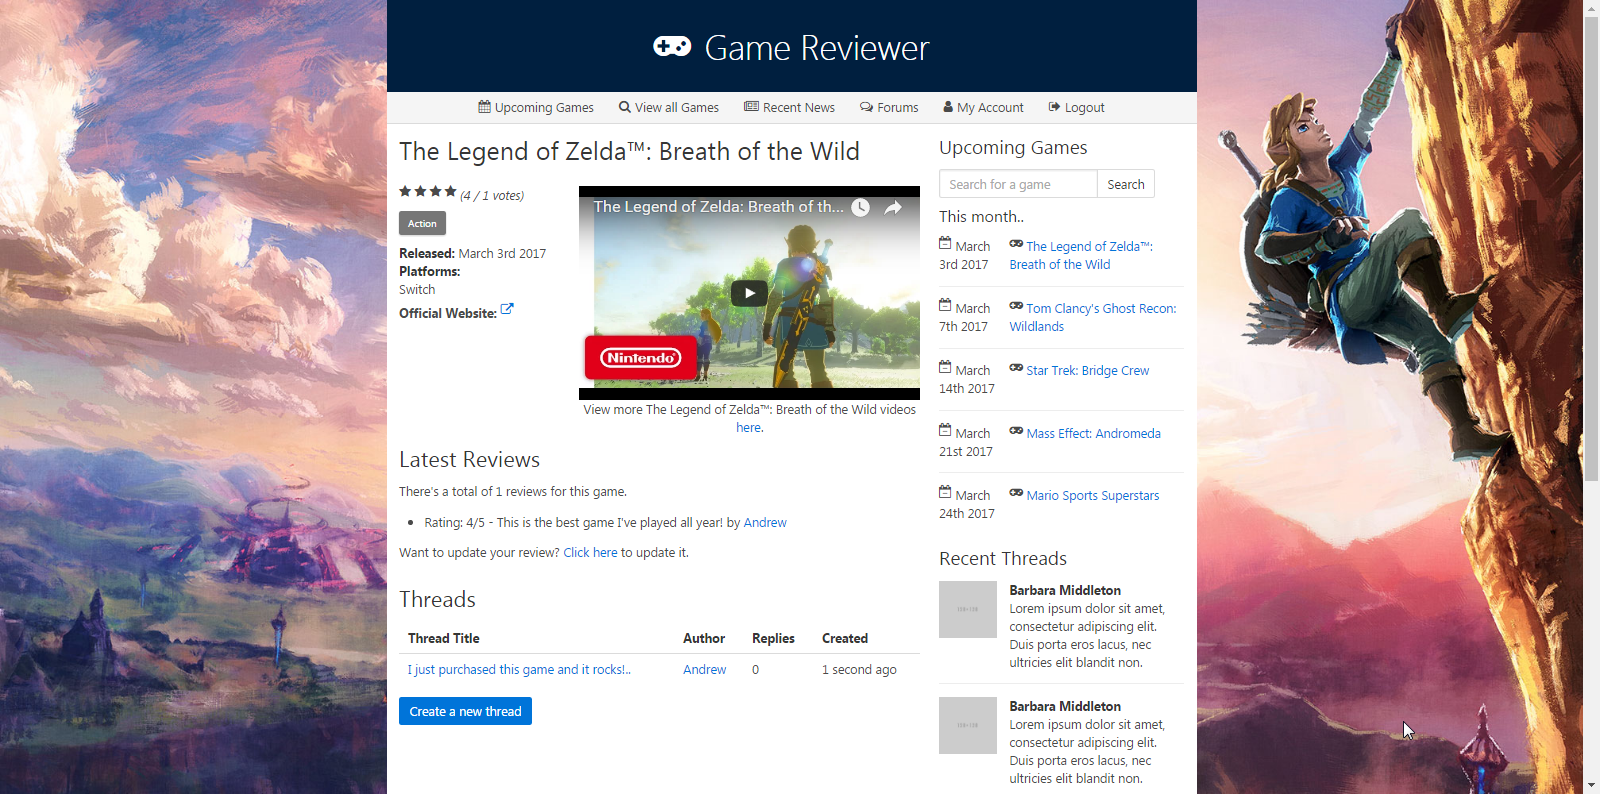 Game Reviewer
Upcoming Games
View all Games
Recent News
Forums
My Account
Logout
The Legend of Zelda™: Breath of the Wild
(4 / 1 votes)
Action
Released: March 3rd 2017
Platforms:
Switch
Official Website:
The Legend of Zelda: Breath of th...
Nintendo
View more The Legend of Zelda™: Breath of the Wild videos
here.
Latest Reviews
There's a total of 1 reviews for this game.
Rating: 4/5 - This is the best game I've played all year! by Andrew
Want to update your review? Click here to update it.
Threads
Thread Title Author Replies Created
I just purchased this game and it rocks!.. Andrew 0 1 second ago
Create a new thread
Upcoming Games
Search for a game Search
This month..
March
3rd 2017
The Legend of Zelda™:
Breath of the Wild
March
7th 2017
Tom Clancy's Ghost Recon:
Wildlands
March
14th 2017
Star Trek: Bridge Crew
March
21st 2017
Mass Effect: Andromeda
March
24th 2017
Mario Sports Superstars
Recent Threads
Barbara Middleton
Lorem ipsum dolor sit amet,
consectetur adipiscing elit.
Duis porta eros lacus, nec
ultricies elit blandit non.
Barbara Middleton
Lorem ipsum dolor sit amet,
consectetur adipiscing elit.
Duis porta eros lacus, nec
ultricies elit blandit non.